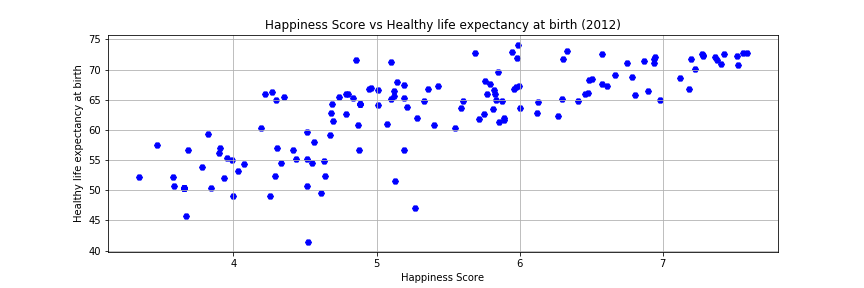 Happiness Score vs Healthy life expectancy at birth (2012)
Healthy life expectancy at birth
75
70
65
60
55
50
45
40
4 5 6 7
Happiness Score